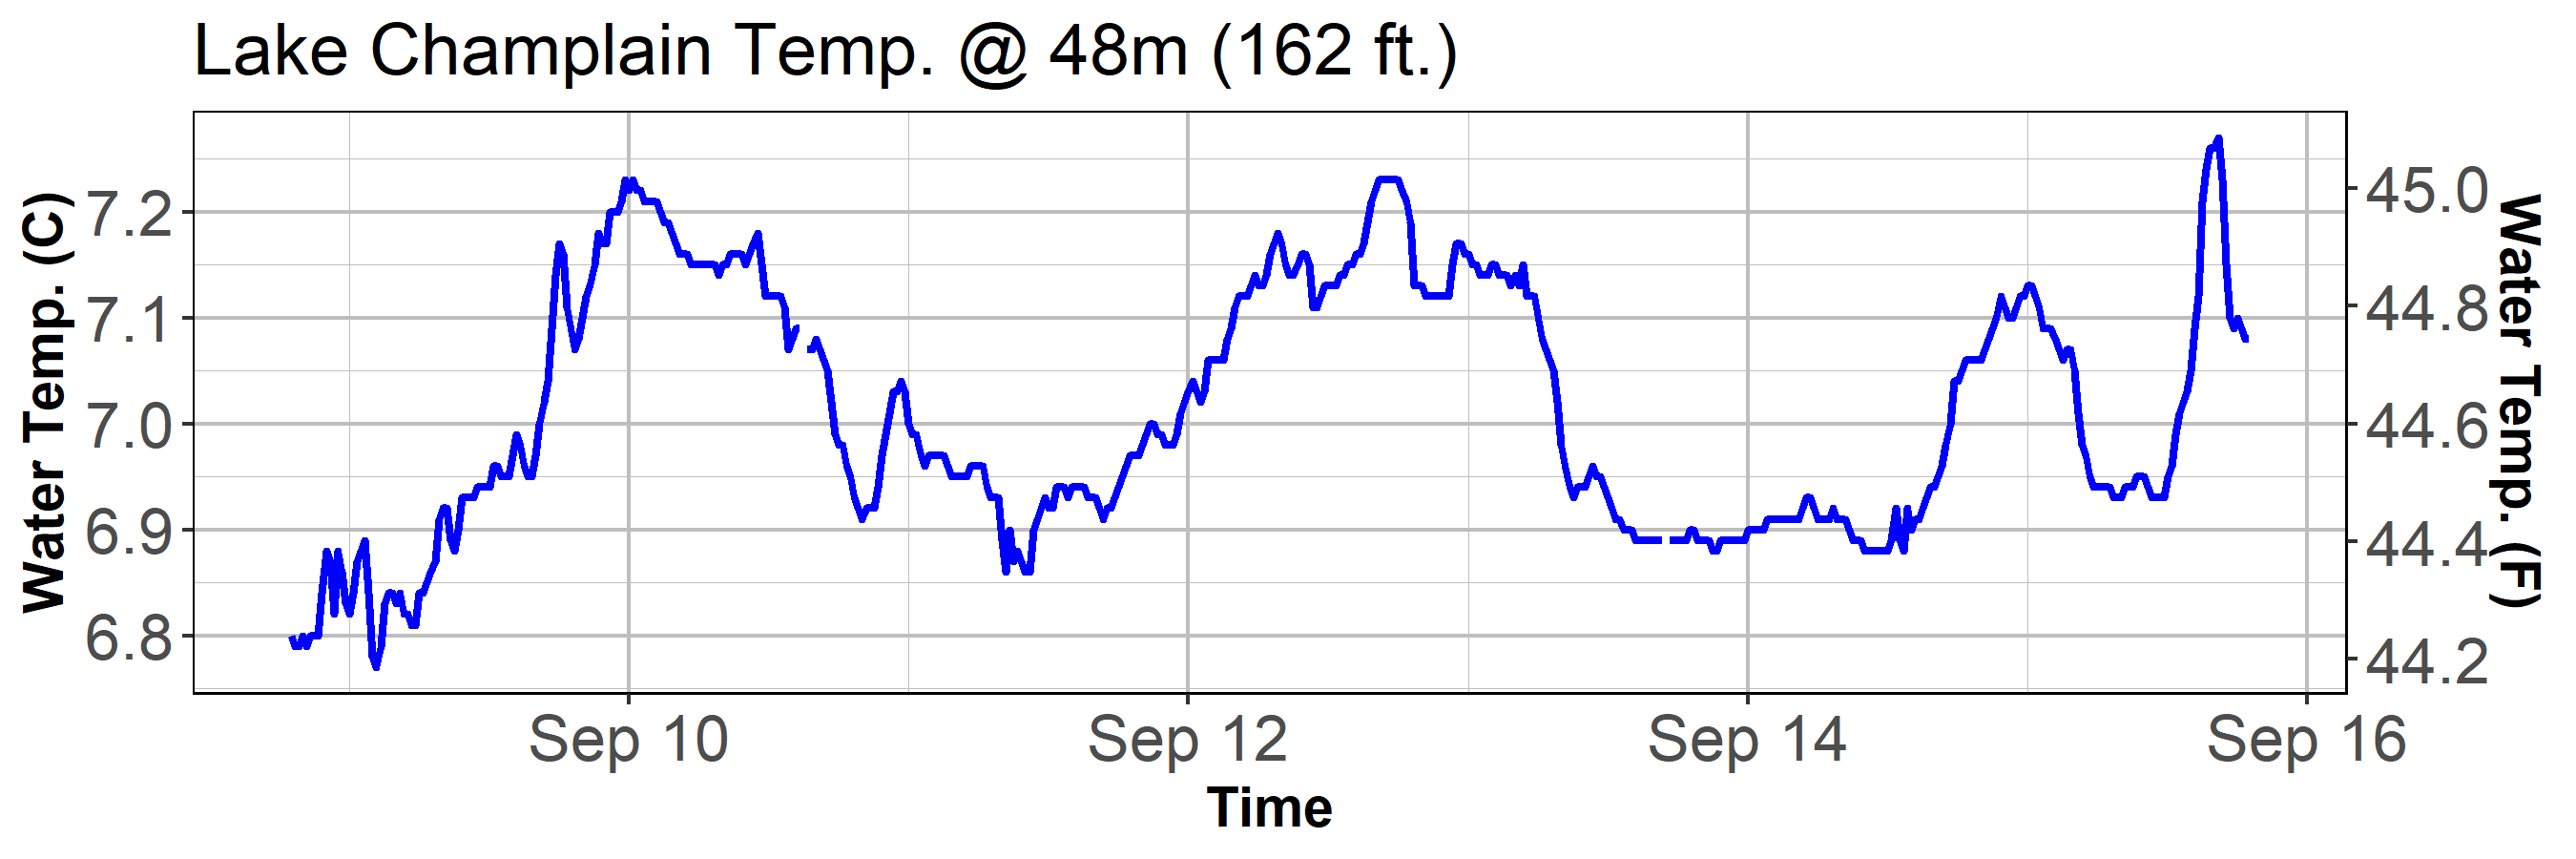 Lake Champlain Temp. @ 48m (162 ft.)
Water Temp. (C)
7.2
7.1
7.0
6.9
6.8
45.0
44.8
44.6
44.4
44.2
Water Temp. (F)
Sep 10 Sep 12 Sep 14 Sep 16
Time